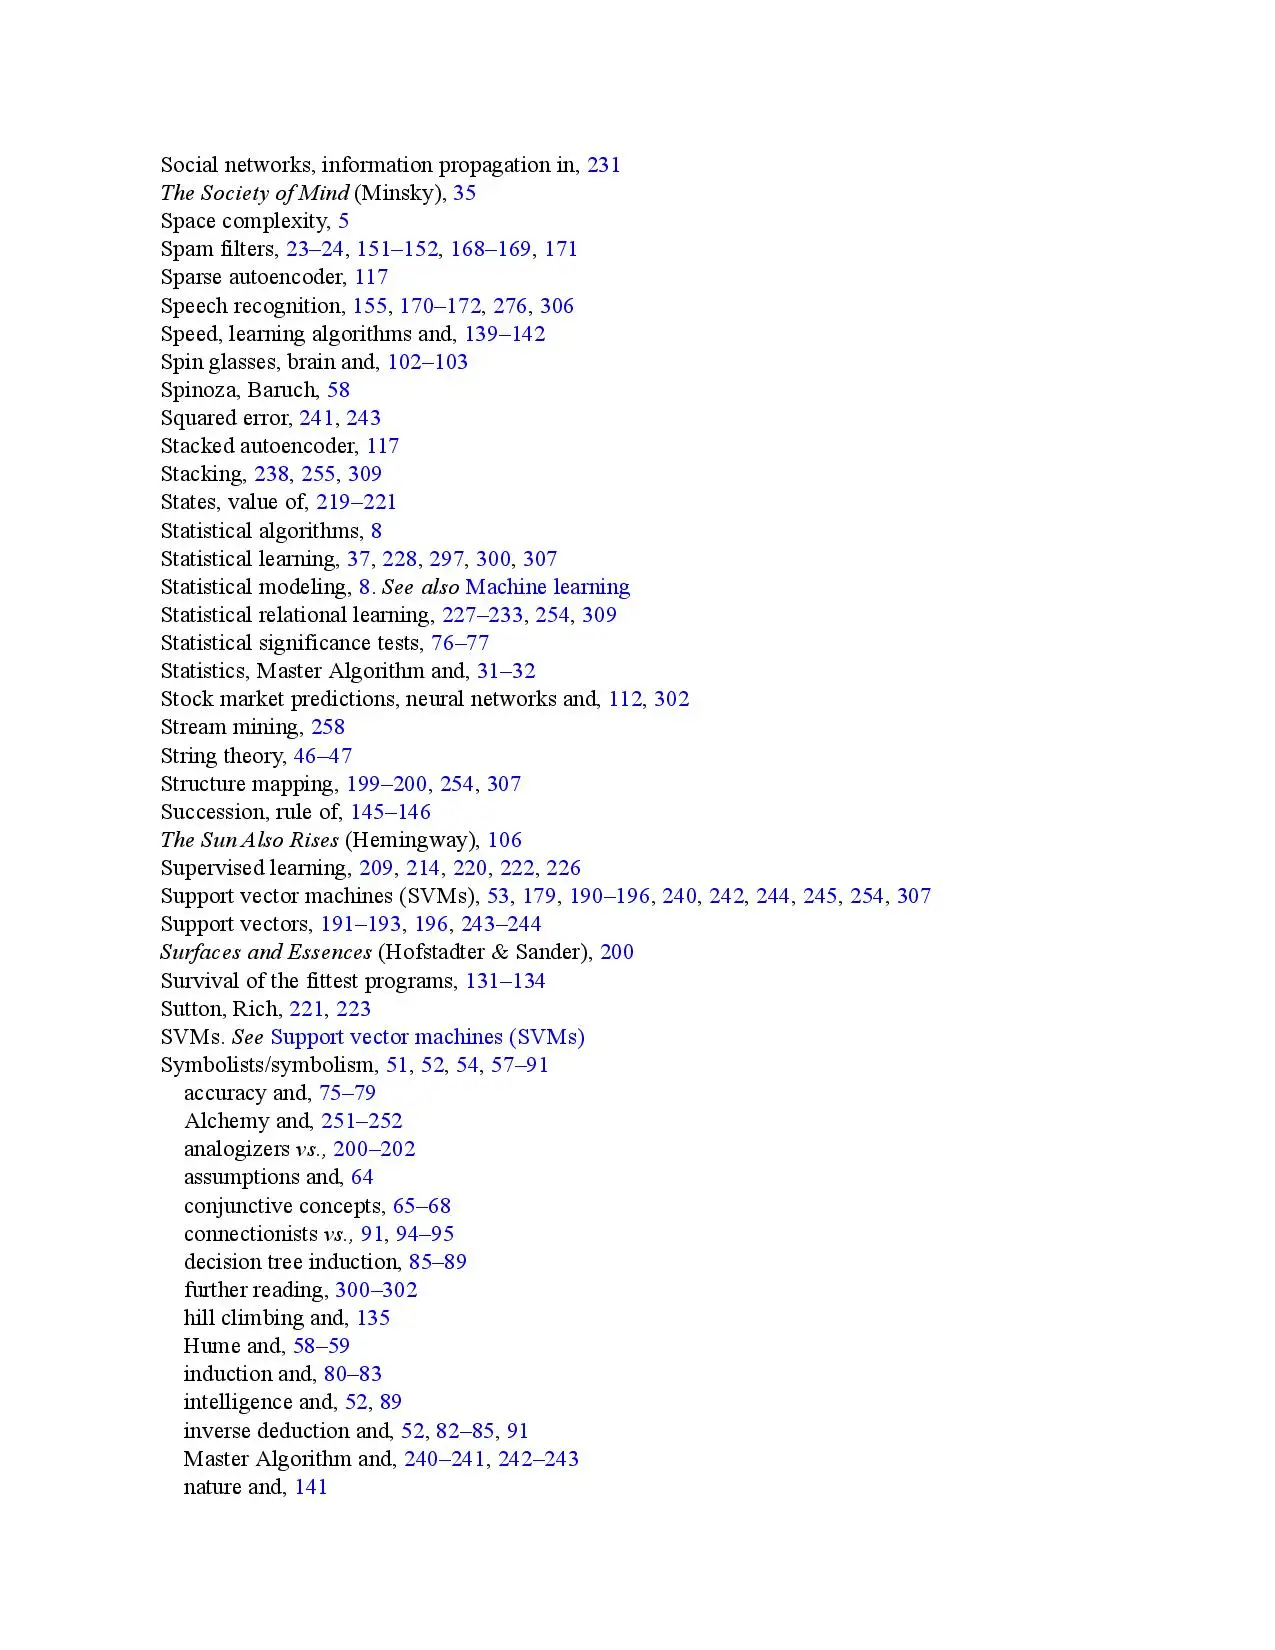 Social networks, information propagation in, 231
The Society of Mind (Minsky), 35
Space complexity, 5
Spam filters, 23–24, 151–152, 168–169, 171
Sparse autoencoder, 117
Speech recognition, 155, 170–172, 276, 306
Speed, learning algorithms and, 139–142
Spin glasses, brain and, 102–103
Spinoza, Baruch, 58
Squared error, 241, 243
Stacked autoencoder, 117
Stacking, 238, 255, 309
States, value of, 219–221
Statistical algorithms, 8
Statistical learning, 37, 228, 297, 300, 307
Statistical modeling, 8. See also Machine learning
Statistical relational learning, 227–233, 254, 309
Statistical significance tests, 76–77
Statistics, Master Algorithm and, 31–32
Stock market predictions, neural networks and, 112, 302
Stream mining, 258
String theory, 46–47
Structure mapping, 199–200, 254, 307
Succession, rule of, 145–146
The Sun Also Rises (Hemingway), 106
Supervised learning, 209, 214, 220, 222, 226
Support vector machines (SVMs), 53, 179, 190–196, 240, 242, 244, 245, 254, 307
Support vectors, 191–193, 196, 243–244
Surfaces and Essences (Hofstadter & Sander), 200
Survival of the fittest programs, 131–134
Sutton, Rich, 221, 223
SVMs. See Support vector machines (SVMs)
Symbolists/symbolism, 51, 52, 54, 57–91
accuracy and, 75–79
Alchemy and, 251–252
analogizers vs., 200–202
assumptions and, 64
conjunctive concepts, 65–68
connectionists vs., 91, 94–95
decision tree induction, 85–89
further reading, 300–302
hill climbing and, 135
Hume and, 58–59
induction and, 80–83
intelligence and, 52, 89
inverse deduction and, 52, 82–85, 91
Master Algorithm and, 240–241, 242–243
nature and, 141